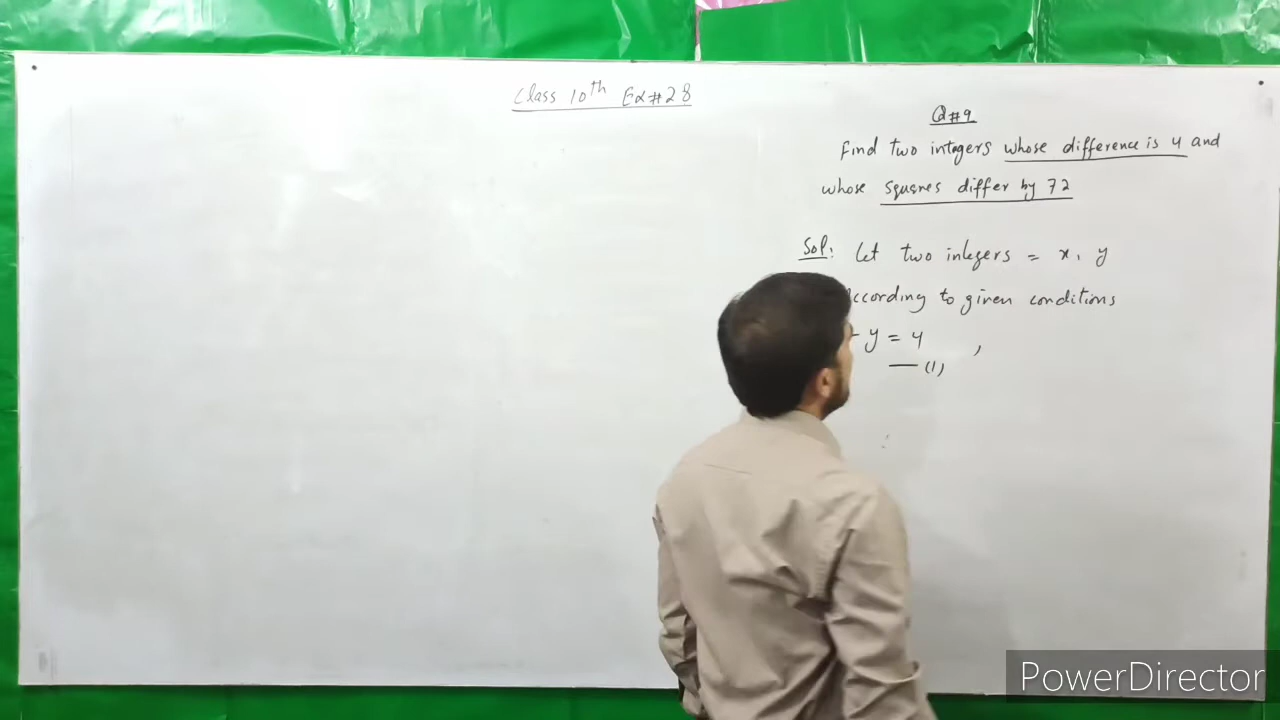 Class 10th Ex#28
Q#9
Find two integers whose difference is 4 and
whose squares differ by 72
Sol: Let two integers = x, y
According to given conditions
- y = 4 ,
— (1)
PowerDirector